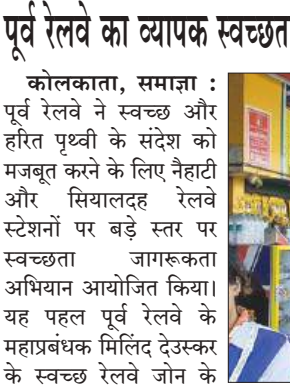 पूर्व रेलवे का व्यापक स्वच्छत
कोलकाता, समाज्ञा :
पूर्व रेलवे ने स्वच्छ और
हरित पृथ्वी के संदेश को
मजबूत करने के लिए नैहाटी
और सियालदह रेलवे
स्टेशनों पर बड़े स्तर पर
स्वच्छता जागरूकता
अभियान आयोजित किया।
यह पहल पूर्व रेलवे के
महाप्रबंधक मिलिंद देउस्कर
के स्वच्छ रेलवे जोन के